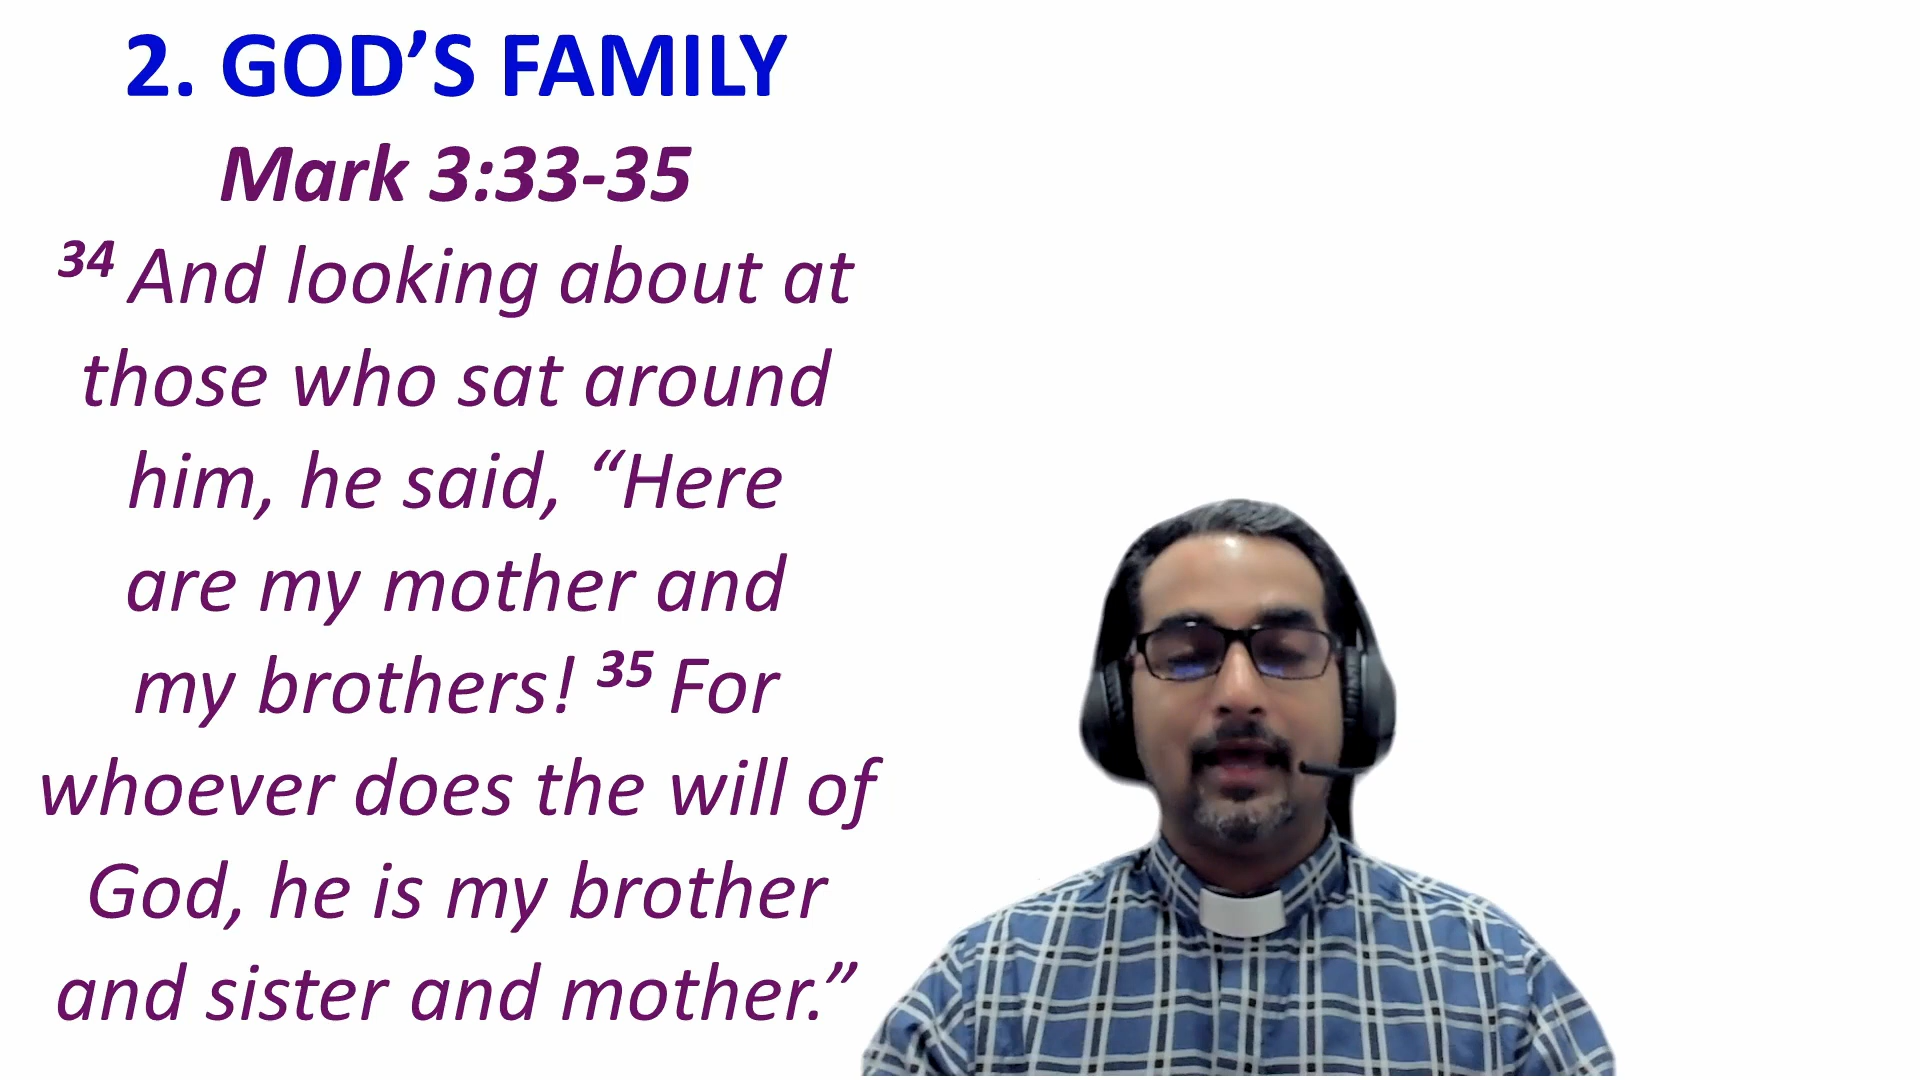 2. GOD’S FAMILY
Mark 3:33-35
34 And looking about at
those who sat around
him, he said, “Here
are my mother and
my brothers! 35 For
whoever does the will of
God, he is my brother
and sister and mother.”